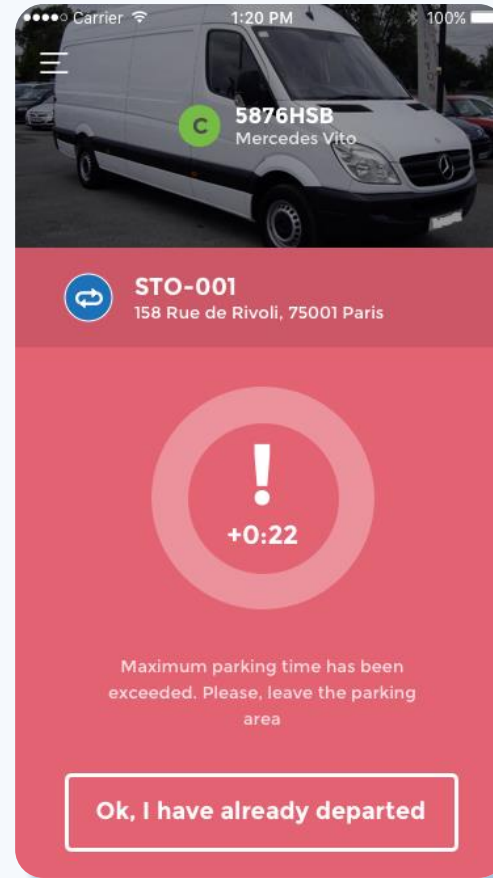 Carrier 1:20 PM 100%
C
5876HSB
Mercedes Vito
STO-001
158 Rue de Rivoli, 75001 Paris
!
+0:22
Maximum parking time has been
exceeded. Please, leave the parking
area
Ok, I have already departed